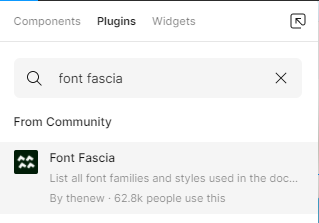 Components Plugins Widgets
font fascia
From Community
Font Fascia
List all font families and styles used in the doc...
By thenew · 62.8k people use this